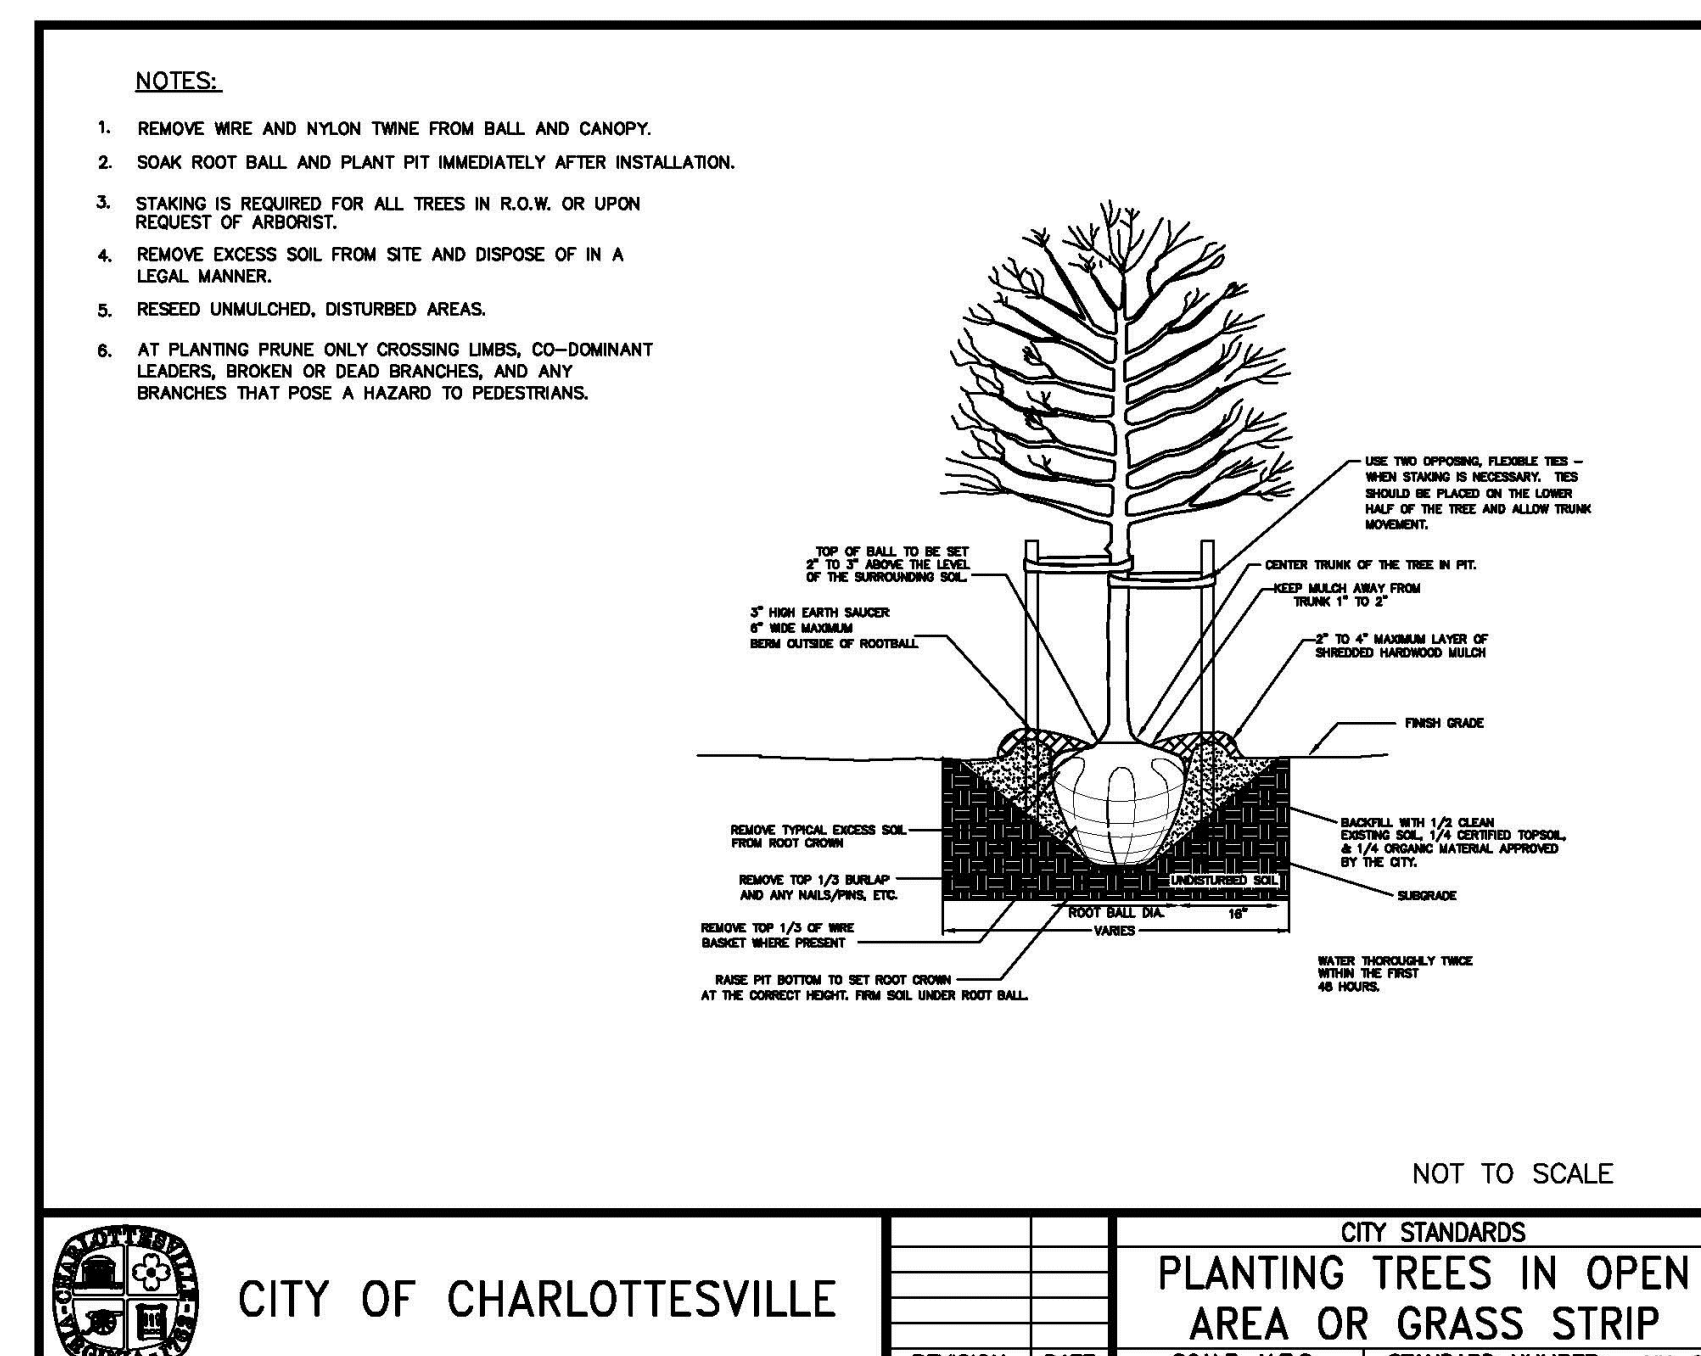 NOTES:
1. REMOVE WIRE AND NYLON TWINE FROM BALL AND CANOPY.
2. SOAK ROOT BALL AND PLANT PIT IMMEDIATELY AFTER INSTALLATION.
3. STAKING IS REQUIRED FOR ALL TREES IN R.O.W. OR UPON
REQUEST OF ARBORIST.
4. REMOVE EXCESS SOIL FROM SITE AND DISPOSE OF IN A
LEGAL MANNER.
5. RESEED UNMULCHED, DISTURBED AREAS.
6. AT PLANTING PRUNE ONLY CROSSING LIMBS, CO-DOMINANT
LEADERS, BROKEN OR DEAD BRANCHES, AND ANY
BRANCHES THAT POSE A HAZARD TO PEDESTRIANS.
USE TWO OPPOSING, FLEXIBLE TIES -
WHEN STAKING IS NECESSARY. TIES
SHOULD BE PLACED ON THE LOWER
HALF OF THE TREE AND ALLOW TRUNK
MOVEMENT.
TOP OF BALL TO BE SET
2" TO 3" ABOVE THE LEVEL
OF THE SURROUNDING SOIL.
CENTER TRUNK OF THE TREE IN PIT.
KEEP MULCH AWAY FROM
TRUNK 1" TO 2"
3" HIGH EARTH SAUCER
6" WIDE MAXIMUM
BERM OUTSIDE OF ROOTBALL
2" TO 4" MAXIMUM LAYER OF
SHREDDED HARDWOOD MULCH
FINISH GRADE
REMOVE TYPICAL EXCESS SOIL
FROM ROOT CROWN
BACKFILL WITH 1/2 CLEAN
EXISTING SOIL, 1/4 CERTIFIED TOPSOIL,
& 1/4 ORGANIC MATERIAL APPROVED
BY THE CITY.
REMOVE TOP 1/3 BURLAP
AND ANY NAILS/PINS, ETC.
UNDISTURBED SOIL
SUBGRADE
ROOT BALL DIA.
16"
VARIES
REMOVE TOP 1/3 OF WIRE
BASKET WHERE PRESENT
WATER THOROUGHLY TWICE
WITHIN THE FIRST
48 HOURS.
RAISE PIT BOTTOM TO SET ROOT CROWN
AT THE CORRECT HEIGHT. FIRM SOIL UNDER ROOT BALL.
NOT TO SCALE
CHARLOTTESVILLE
CITY OF CHARLOTTESVILLE
CITY STANDARDS
PLANTING TREES IN OPEN
AREA OR GRASS STRIP